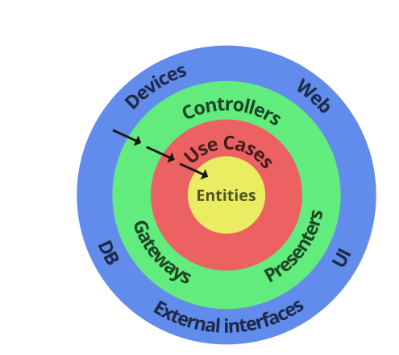 Devices
Web
Controllers
Use Cases
Entities
Gateways
Presenters
DB
UI
External interfaces